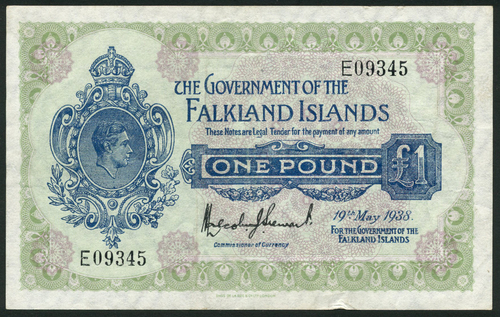 E09345
THE GOVERNMENT OF THE
FALKLAND ISLANDS
These Notes are Legal Tender for the payment of any amount
ONE POUND £1
19th May 1938.
Commissioner of Currency
FOR THE GOVERNMENT OF THE
FALKLAND ISLANDS
E09345